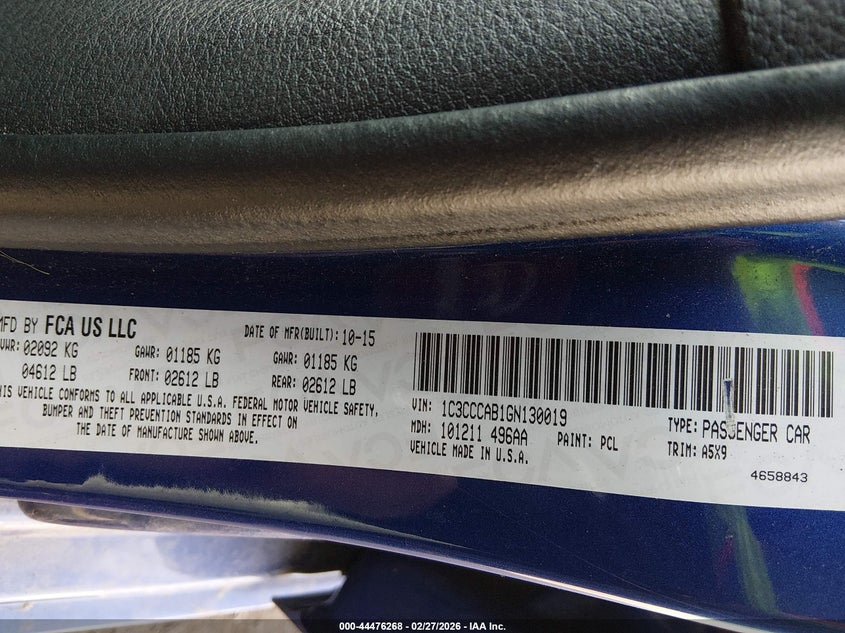 MFD BY FCA US LLC
DATE OF MFR(BUILT): 10-15
VWR: 02092 KG
GAWR: 01185 KG
GAWR: 01185 KG
04612 LB
FRONT: 02612 LB
REAR: 02612 LB
THIS VEHICLE CONFORMS TO ALL APPLICABLE U.S.A. FEDERAL MOTOR VEHICLE SAFETY,
BUMPER AND THEFT PREVENTION STANDARDS IN EFFECT ON
THE DATE OF MANUFACTURE SHOWN ABOVE.
VIN: 1C3CCCAB1GN130019
TYPE: PASSENGER CAR
MDH: 101211 496AA
PAINT: PCL
TRIM: A5X9
VEHICLE MADE IN U.S.A.
4658843
000-44476268 - 02/27/2026 - IAA Inc.